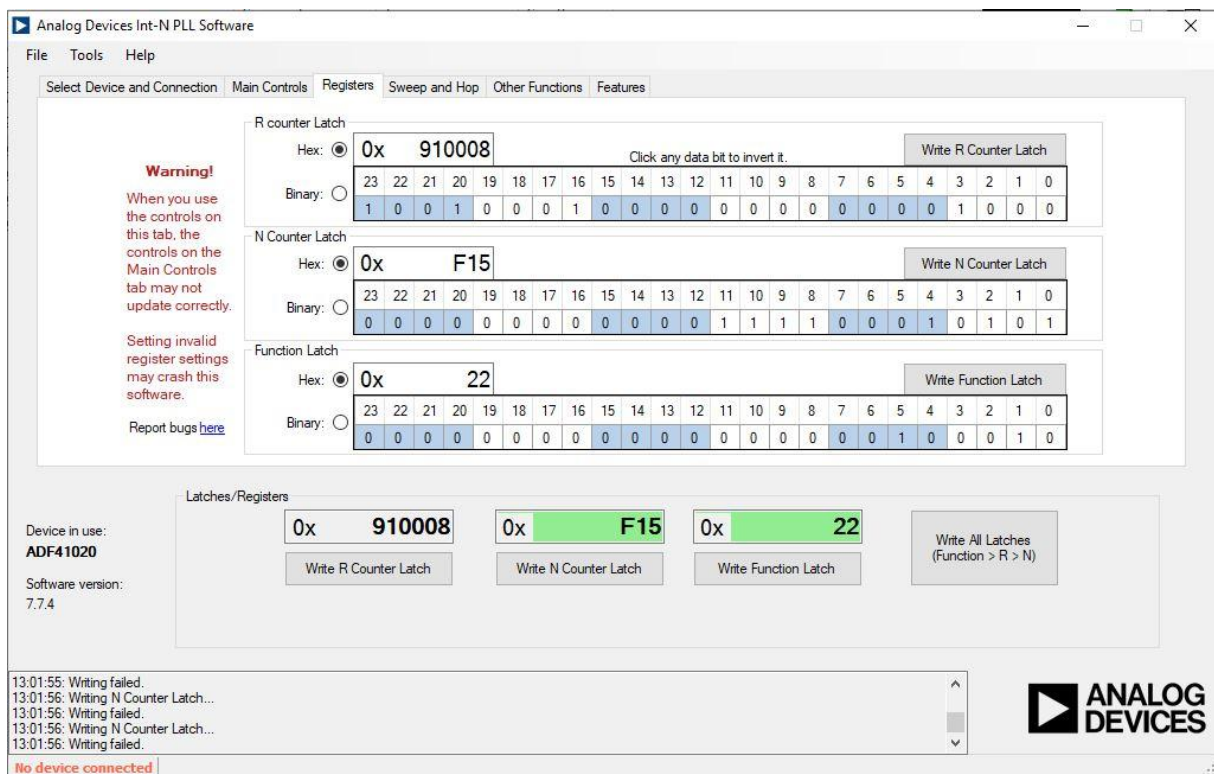 Analog Devices Int-N PLL Software
File Tools Help
Select Device and Connection Main Controls Registers Sweep and Hop Other Functions Features
Warning!
When you use
the controls on
this tab, the
controls on the
Main Controls
tab may not
update correctly.
Setting invalid
register settings
may crash this
software.
Report bugs here
R counter Latch
Hex: 0x 910008
Click any data bit to invert it.
Write R Counter Latch
Binary:
23 22 21 20 19 18 17 16 15 14 13 12 11 10 9 8 7 6 5 4 3 2 1 0
1 0 0 1 0 0 0 1 0 0 0 0 0 0 0 0 0 0 0 0 1 0 0 0
N Counter Latch
Hex: 0x F15
Write N Counter Latch
Binary:
23 22 21 20 19 18 17 16 15 14 13 12 11 10 9 8 7 6 5 4 3 2 1 0
0 0 0 0 0 0 0 0 0 0 0 0 1 1 1 1 0 0 0 1 0 1 0 1
Function Latch
Hex: 0x 22
Write Function Latch
Binary:
23 22 21 20 19 18 17 16 15 14 13 12 11 10 9 8 7 6 5 4 3 2 1 0
0 0 0 0 0 0 0 0 0 0 0 0 0 0 0 0 0 0 1 0 0 0 1 0
Device in use:
ADF41020
Software version:
7.7.4
Latches/Registers
0x 910008 0x F15 0x 22
Write R Counter Latch Write N Counter Latch Write Function Latch
Write All Latches
(Function > R > N)
13:01:55: Writing failed.
13:01:56: Writing N Counter Latch...
13:01:56: Writing failed.
13:01:56: Writing N Counter Latch...
13:01:56: Writing failed.
ANALOG
DEVICES
No device connected